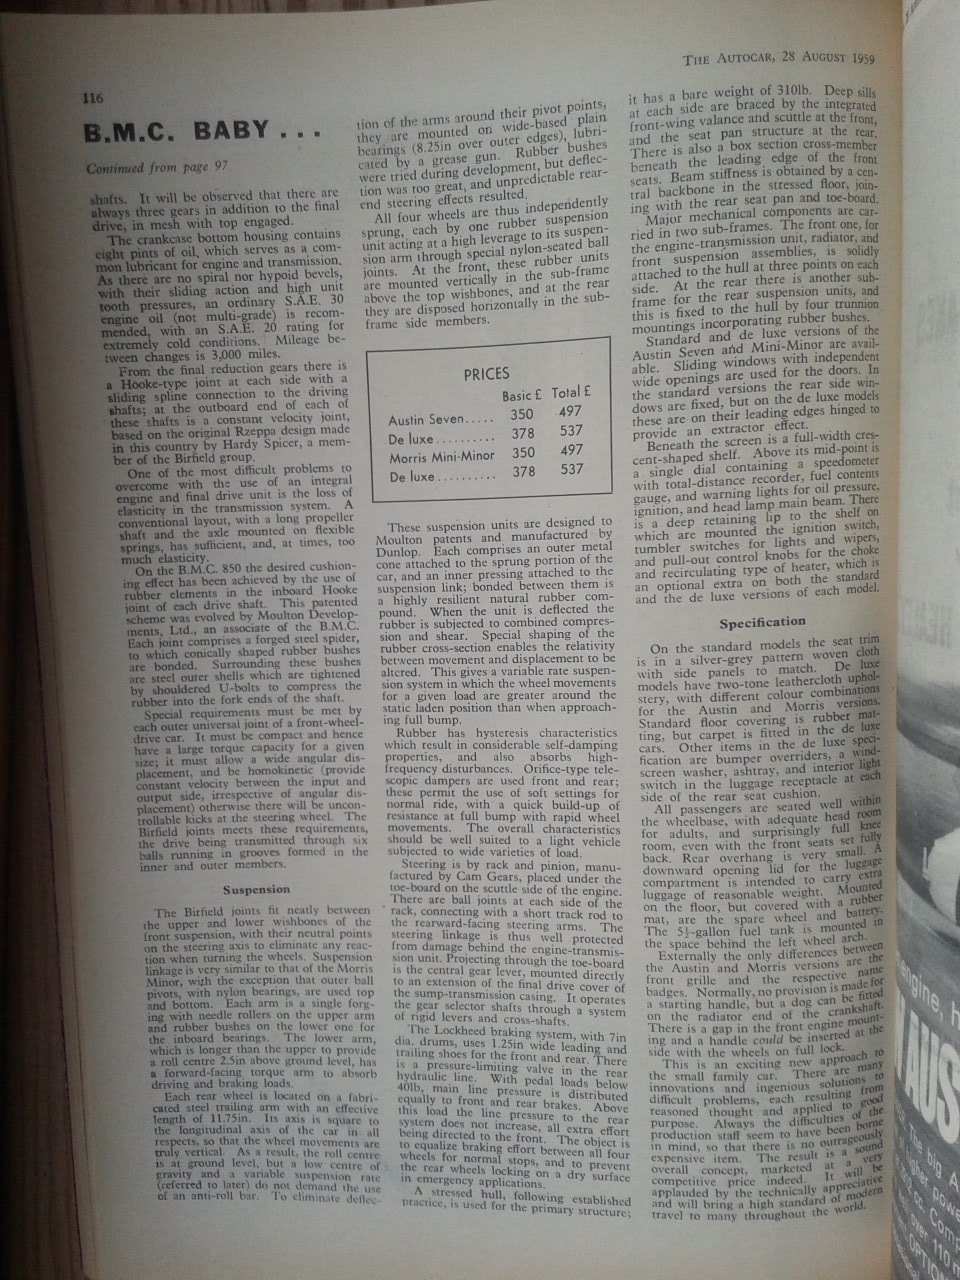 THE AUTOCAR, 28 AUGUST 1959
116
B.M.C. BABY . . .
Continued from page 97
shafts. It will be observed that there are
always three gears in addition to the final
drive, in mesh with top engaged.
The crankcase bottom housing contains
eight pints of oil, which serves as a com-
mon lubricant for engine and transmission.
As there are no spiral nor hypoid bevels,
with their sliding action and high unit
tooth pressures, an ordinary S.A.E. 30
engine oil (not multi-grade) is recom-
mended, with an S.A.E. 20 rating for
extremely cold conditions. Mileage be-
tween changes is 3,000 miles.
From the final reduction gears there is
a Hooke-type joint at each side with a
sliding spline connection to the driving
shafts; at the outboard end of each of
these shafts is a constant velocity joint,
based on the original Rzeppa design made
in this country by Hardy Spicer, a mem-
ber of the Birfield group.
One of the most difficult problems to
overcome with the use of an integral
engine and final drive unit is the loss of
elasticity in the transmission system. A
conventional layout, with a long propeller
shaft and the axle mounted on flexible
springs, has sufficient, and, at times, too
much elasticity.
On the B.M.C. 850 the desired cushion-
ing effect has been achieved by the use of
rubber elements in the inboard Hooke
joint of each drive shaft. This patented
scheme was evolved by Moulton Develop-
ments, Ltd., an associate of the B.M.C.
Each joint comprises a forged steel spider,
to which conically shaped rubber bushes
are bonded. Surrounding these bushes
are steel outer shells which are tightened
by shouldered U-bolts to compress the
rubber into the fork ends of the shaft.
Special requirements must be met by
each outer universal joint of a front-wheel-
drive car. It must be compact and hence
have a large torque capacity for a given
size; it must allow a wide angular dis-
placement, and be homokinetic (provide
constant velocity between the input and
output side, irrespective of angular dis-
placement) otherwise there will be uncon-
trollable kicks at the steering wheel. The
Birfield joints meets these requirements,
the drive being transmitted through six
balls running in grooves formed in the
inner and outer members.
Suspension
The Birfield joints fit neatly between
the upper and lower wishbones of the
front suspension, with their neutral points
on the steering axis to eliminate any reac-
tion when turning the wheels. Suspension
linkage is very similar to that of the Morris
Minor, with the exception that outer ball
pivots, with nylon bearings, are used top
and bottom. Each arm is a single forg-
ing with needle rollers on the upper arm
and rubber bushes on the lower one for
the inboard bearings. The lower arm,
which is longer than the upper to provide
a roll centre 2.5in above ground level, has
a forward-facing torque arm to absorb
driving and braking loads.
Each rear wheel is located on a fabri-
cated steel trailing arm with an effective
length of 11.75in. Its axis is square to
the longitudinal axis of the car in all
respects, so that the wheel movements are
truly vertical. As a result, the roll centre
is at ground level, but a low centre of
gravity and a variable suspension rate
(referred to later) do not demand the use
of an anti-roll bar. To eliminate deflec-
tion of the arms around their pivot points,
they are mounted on wide-based plain
bearings (8.25in over outer edges), lubri-
cated by a grease gun. Rubber bushes
were tried during development, but deflec-
tion was too great, and unpredictable rear-
end steering effects resulted.
All four wheels are thus independently
sprung, each by one rubber suspension
unit acting at a high leverage to its suspen-
sion arm through special nylon-seated ball
joints. At the front, these rubber units
are mounted vertically in the sub-frame
above the top wishbones, and at the rear
they are disposed horizontally in the sub-
frame side members.
PRICES
Basic £ Total £
Austin Seven..... 350 497
De luxe.......... 378 537
Morris Mini-Minor 350 497
De luxe.......... 378 537
These suspension units are designed to
Moulton patents and manufactured by
Dunlop. Each comprises an outer metal
cone attached to the sprung portion of the
car, and an inner pressing attached to the
suspension link; bonded between them is
a highly resilient natural rubber com-
pound. When the unit is deflected the
rubber is subjected to combined compres-
sion and shear. Special shaping of the
rubber cross-section enables the relativity
between movement and displacement to be
altered. This gives a variable rate suspen-
sion system in which the wheel movements
for a given load are greater around the
static laden position than when approach-
ing full bump.
Rubber has hysteresis characteristics
which result in considerable self-damping
properties, and also absorbs high-
frequency disturbances. Orifice-type tele-
scopic dampers are used front and rear;
these permit the use of soft settings for
normal ride, with a quick build-up of
resistance at full bump with rapid wheel
movements. The overall characteristics
should be well suited to a light vehicle
subjected to wide varieties of load.
Steering is by rack and pinion, manu-
factured by Cam Gears, placed under the
toe-board on the scuttle side of the engine.
There are ball joints at each side of the
rack, connecting with a short track rod to
the rearward-facing steering arms. The
steering linkage is thus well protected
from damage behind the engine-transmis-
sion unit. Projecting through the toe-board
is the central gear lever, mounted directly
to an extension of the final drive cover of
the sump-transmission casing. It operates
the gear selector shafts through a system
of rigid levers and cross-shafts.
The Lockheed braking system, with 7in
dia. drums, uses 1.25in wide leading and
trailing shoes for the front and rear. There
is a pressure-limiting valve in the rear
hydraulic line. With pedal loads below
40lb, main line pressure is distributed
equally to front and rear brakes. Above
this load the line pressure to the rear
system does not increase, all extra effort
being directed to the front. The object is
to equalize braking effort between all four
wheels for normal stops, and to prevent
the rear wheels locking on a dry surface
in emergency applications.
A stressed hull, following established
practice, is used for the primary structure;
it has a bare weight of 310lb. Deep sills
at each side are braced by the integrated
front-wing valance and scuttle at the front,
and the seat pan structure at the rear.
There is also a box section cross-member
beneath the leading edge of the front
seats. Beam stiffness is obtained by a cen-
tral backbone in the stressed floor, join-
ing with the rear seat pan and toe-board.
Major mechanical components are car-
ried in two sub-frames. The front one, for
the engine-transmission unit, radiator, and
front suspension assemblies, is solidly
attached to the hull at three points on each
side. At the rear there is another sub-
frame for the rear suspension units, and
this is fixed to the hull by four trunnion
mountings incorporating rubber bushes.
Standard and de luxe versions of the
Austin Seven and Mini-Minor are avail-
able. Sliding windows with independent
wide openings are used for the doors. In
the standard versions the rear side win-
dows are fixed, but on the de luxe models
these are on their leading edges hinged to
provide an extractor effect.
Beneath the screen is a full-width cres-
cent-shaped shelf. Above its mid-point is
a single dial containing a speedometer
with total-distance recorder, fuel contents
gauge, and warning lights for oil pressure,
ignition, and head lamp main beam. There
is a deep retaining lip to the shelf on
which are mounted the ignition switch,
tumbler switches for lights and wipers,
and pull-out control knobs for the choke
and recirculating type of heater, which is
an optional extra on both the standard
and the de luxe versions of each model.
Specification
On the standard models the seat trim
is in a silver-grey pattern woven cloth
with side panels to match. De luxe
models have two-tone leathercloth uphol-
stery, with different colour combinations
for the Austin and Morris versions.
Standard floor covering is rubber mat-
ting, but carpet is fitted in the de luxe
cars. Other items in the de luxe speci-
fication are bumper overriders, a wind-
screen washer, ashtray, and interior light
switch in the luggage receptacle at each
side of the rear seat cushion.
All passengers are seated well within
the wheelbase, with adequate head room
for adults, and surprisingly full knee
room, even with the front seats set fully
back. Rear overhang is very small. A
downward opening lid for the luggage
compartment is intended to carry extra
luggage of reasonable weight. Mounted
on the floor, but covered with a rubber
mat, are the spare wheel and battery.
The 5½-gallon fuel tank is mounted in
the space behind the left wheel arch.
Externally the only differences between
the Austin and Morris versions are the
front grille and the respective name
badges. Normally, no provision is made for
a starting handle, but a dog can be fitted
on the radiator end of the crankshaft.
There is a gap in the front engine mount-
ing and a handle could be inserted at the
side with the wheels on full lock.
This is an exciting new approach to
the small family car. There are many
innovations and ingenious solutions to
difficult problems, each resulting from
reasoned thought and applied to good
purpose. Always the difficulties of the
production staff seem to have been borne
in mind, so that there is no outrageously
expensive item. The result is a sound
overall concept, marketed at a very
competitive price indeed. It will be
applauded by the technically appreciative
and will bring a high standard of modern
travel to many throughout the world.
engine